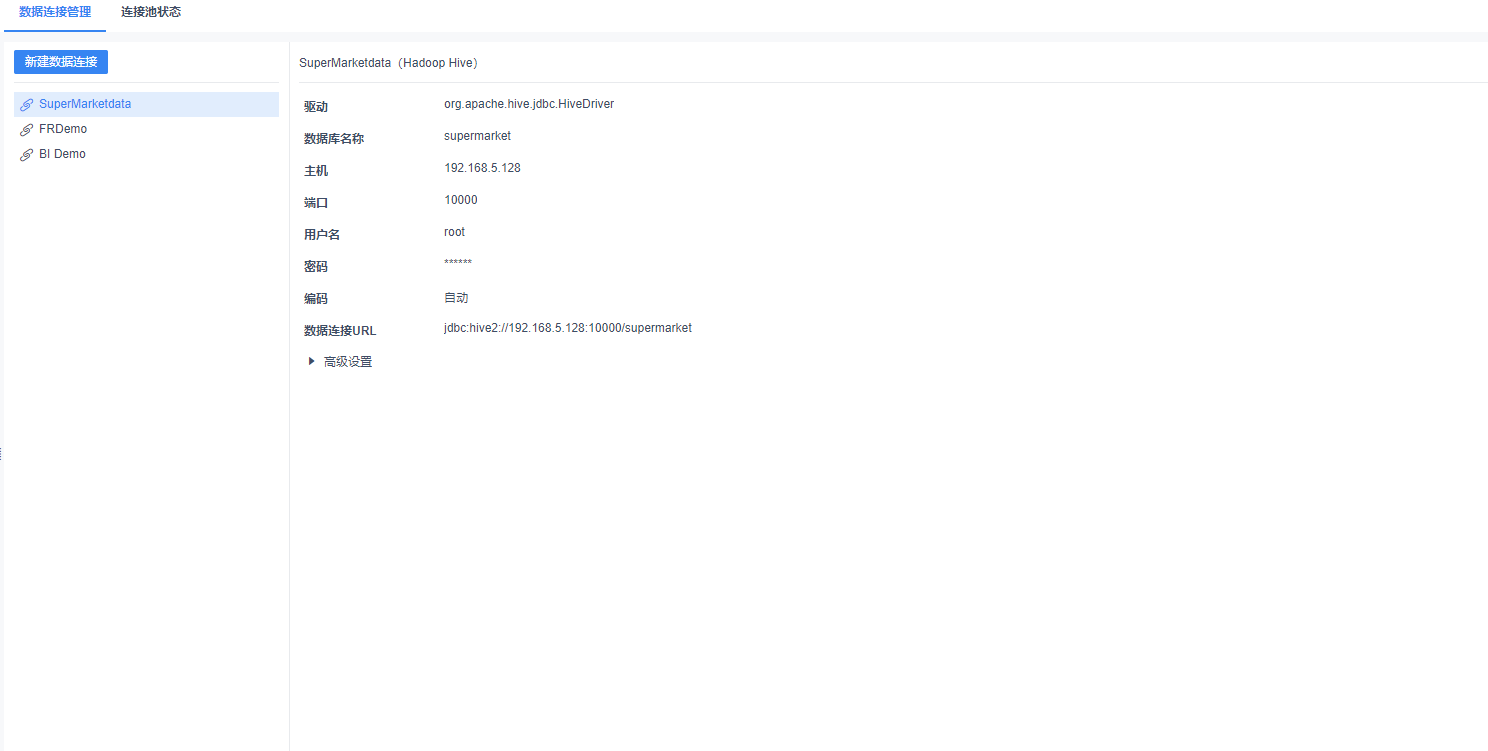 数据连接管理 连接池状态
新建数据连接
SuperMarketdata
FRDemo
BI Demo
SuperMarketdata（Hadoop Hive）
驱动 org.apache.hive.jdbc.HiveDriver
数据库名称 supermarket
主机 192.168.5.128
端口 10000
用户名 root
密码 ******
编码 自动
数据连接URL jdbc:hive2://192.168.5.128:10000/supermarket
高级设置